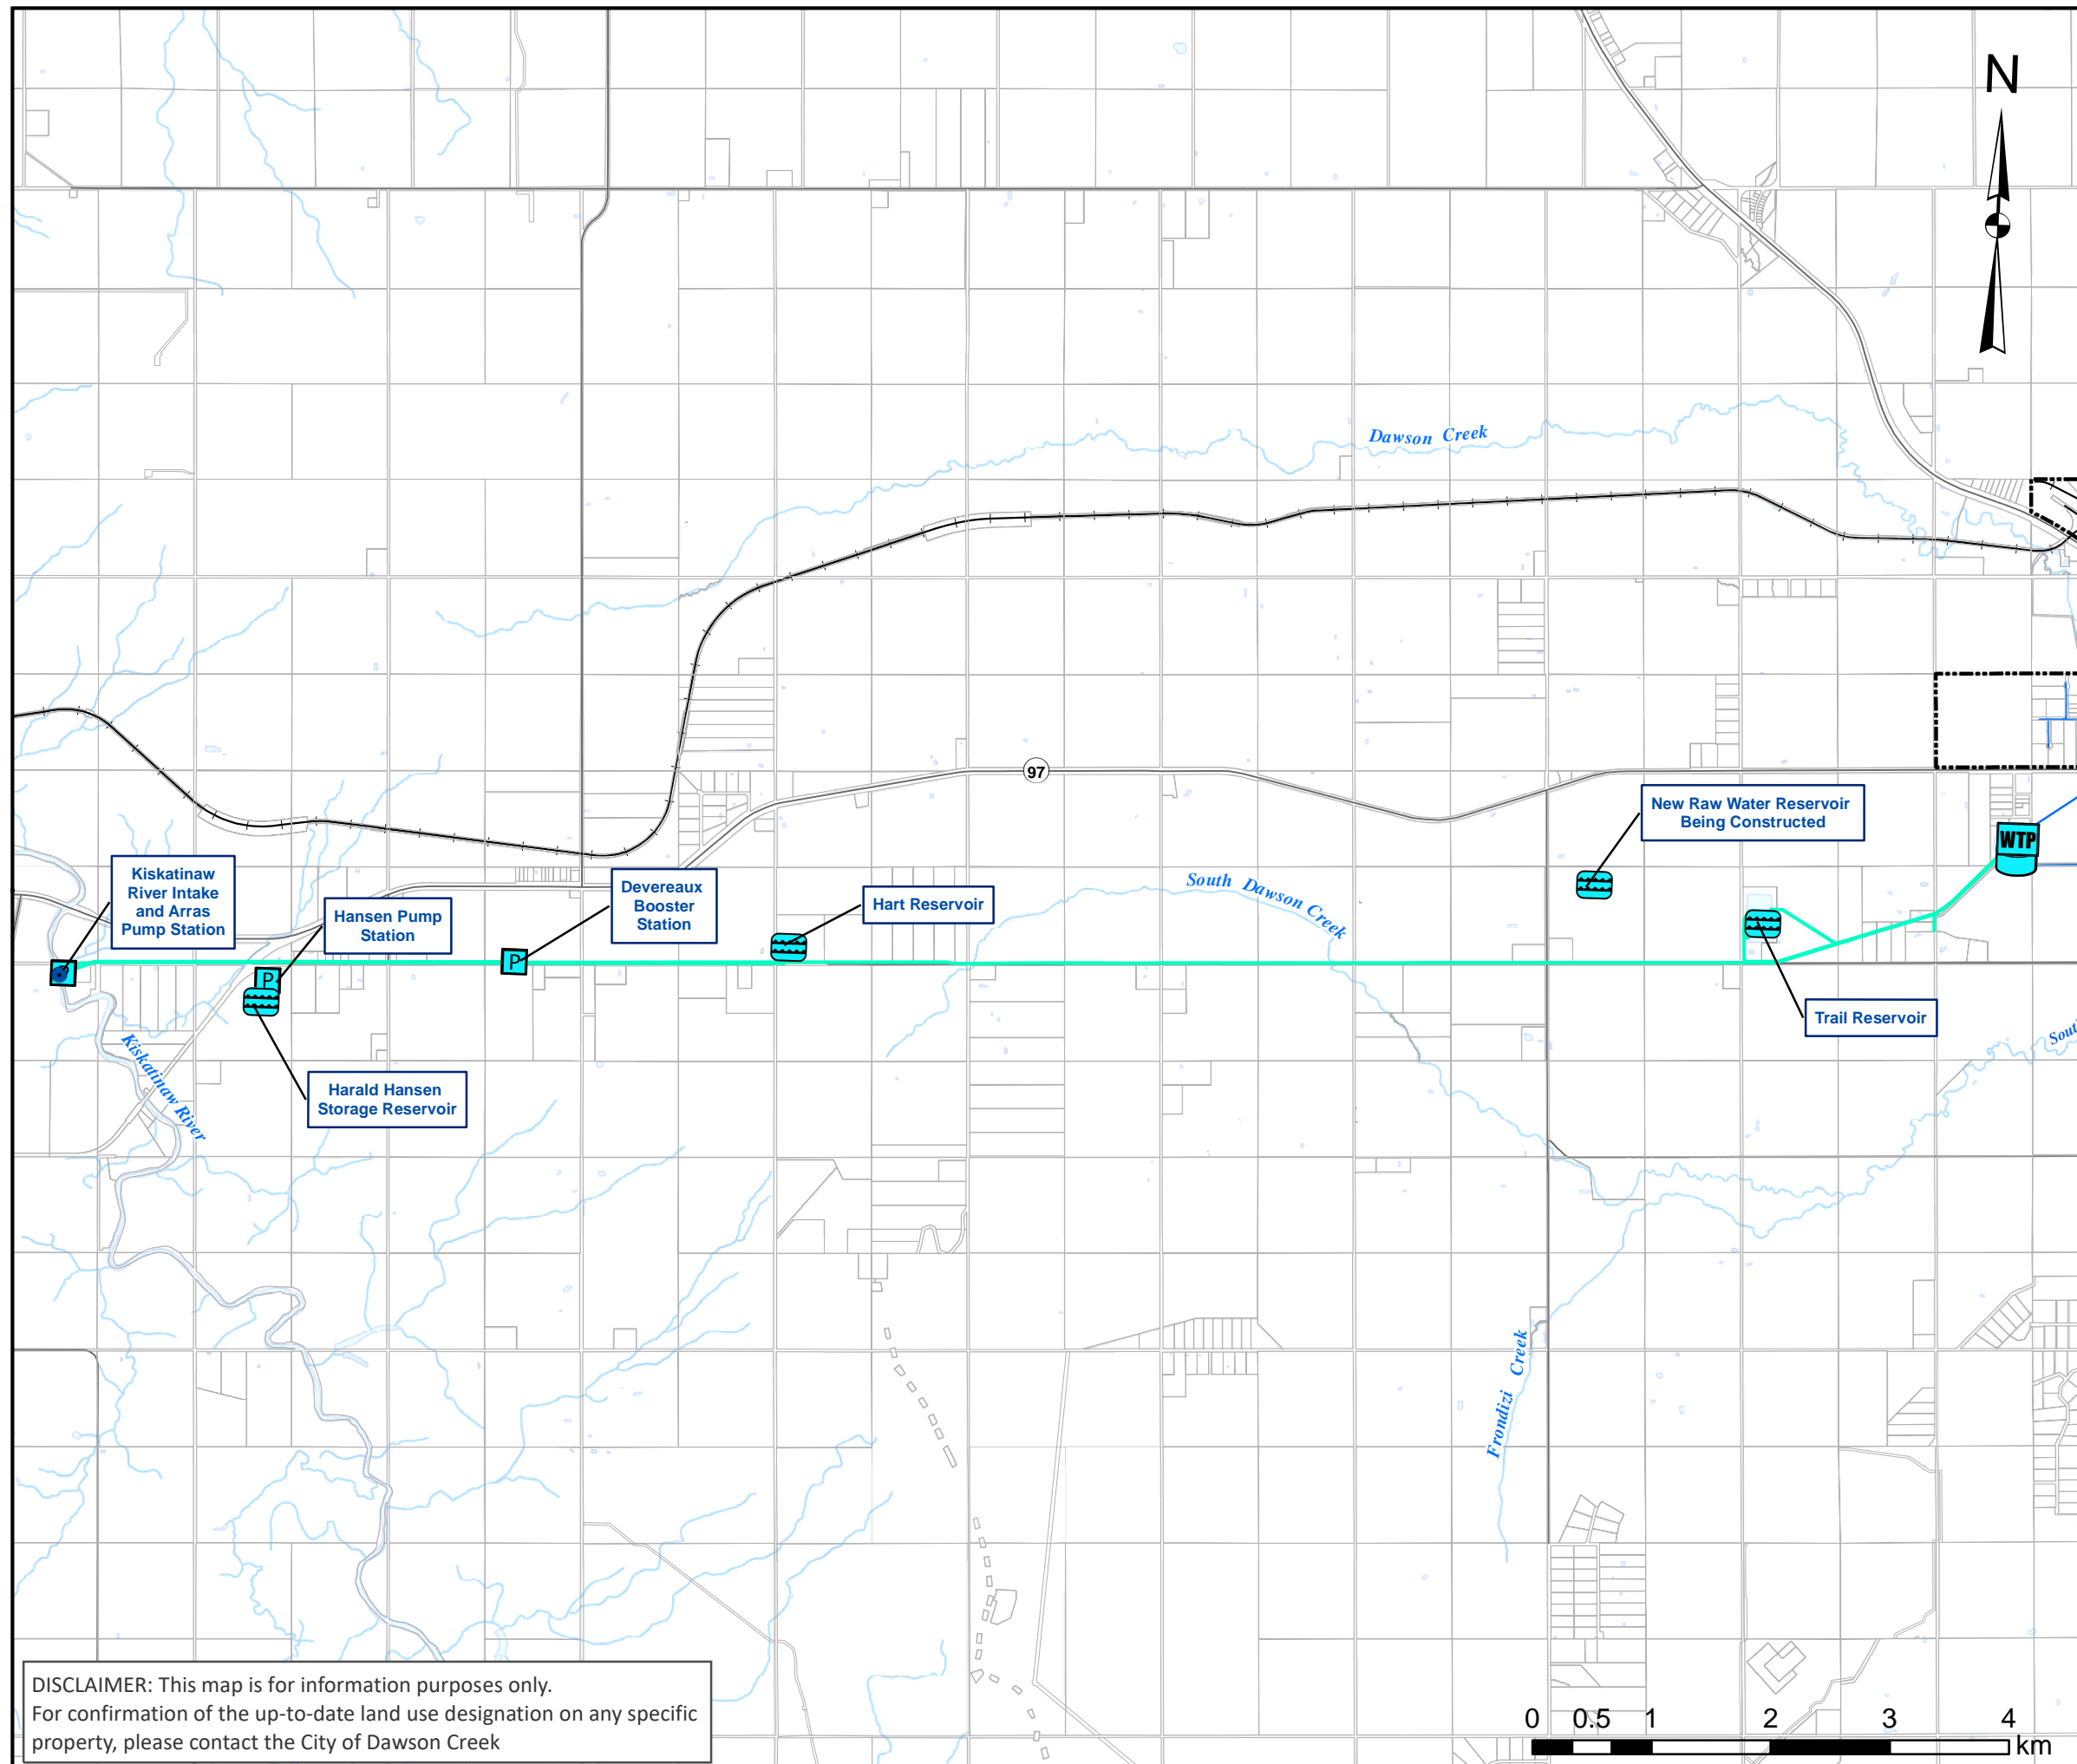 N
Dawson Creek
97
New Raw Water Reservoir
Being Constructed
WTP
Kiskatinaw
River Intake
and Arras
Pump Station
Hansen Pump
Station
Devereaux
Booster
Station
Hart Reservoir
South Dawson Creek
P
P
Trail Reservoir
Kiskatinaw River
Harald Hansen
Storage Reservoir
Frondizi Creek
DISCLAIMER: This map is for information purposes only.
For confirmation of the up-to-date land use designation on any specific
property, please contact the City of Dawson Creek
0 0.5 1 2 3 4
km